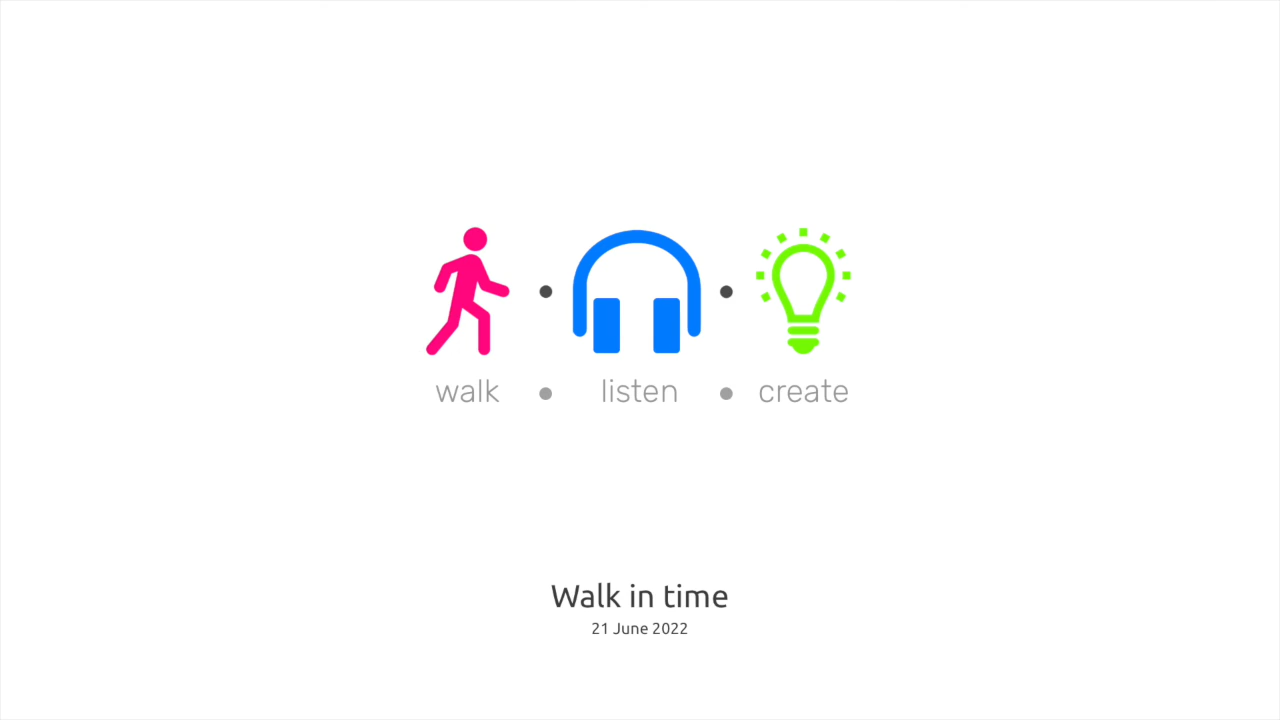 walk • listen • create
Walk in time
21 June 2022